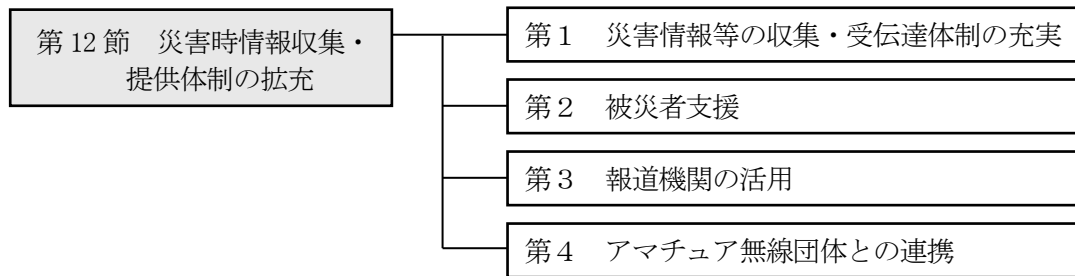 第12節　災害時情報収集・
提供体制の拡充
第１　災害情報等の収集・受伝達体制の充実
第２　被災者支援
第３　報道機関の活用
第４　アマチュア無線団体との連携